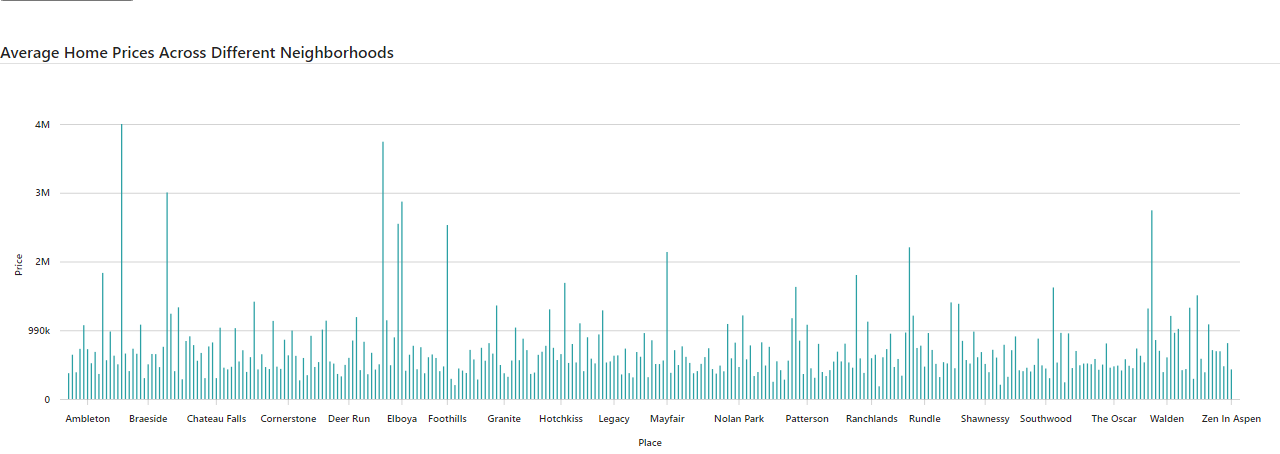 Average Home Prices Across Different Neighborhoods
4M
3M
2M
990k
0
Price
Ambleton Braeside Chateau Falls Cornerstone Deer Run Elboya Foothills Granite Hotchkiss Legacy Mayfair Nolan Park Patterson Ranchlands Rundle Shawnessy Southwood The Oscar Walden Zen In Aspen
Place